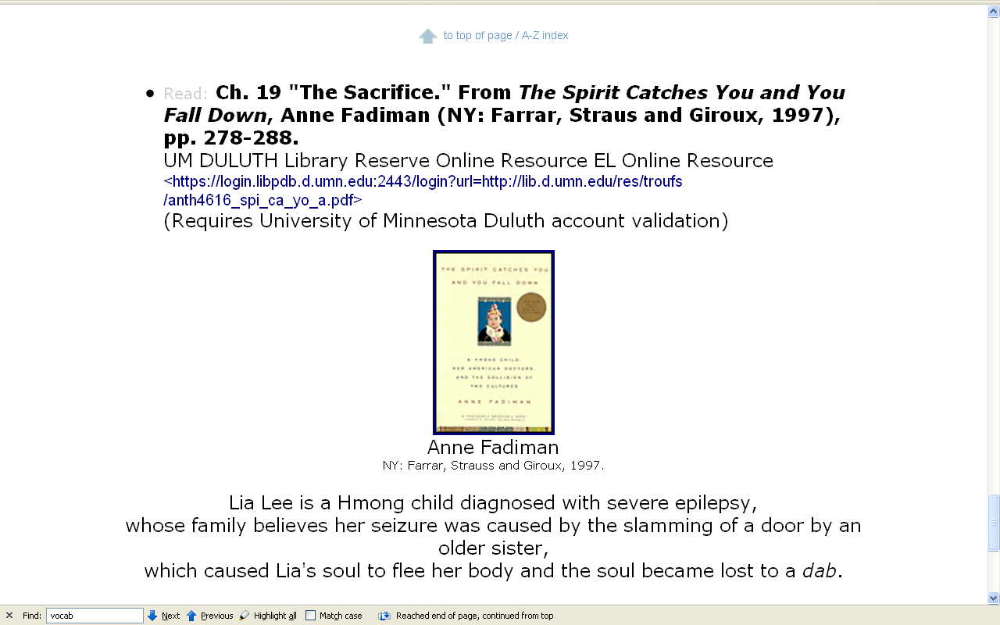 to top of page / A-Z index
• Read: Ch. 19 "The Sacrifice." From The Spirit Catches You and You
Fall Down, Anne Fadiman (NY: Farrar, Straus and Giroux, 1997),
pp. 278-288.
UM DULUTH Library Reserve Online Resource EL Online Resource
<https://login.libpdb.d.umn.edu:2443/login?url=http://lib.d.umn.edu/res/troufs
/anth4616_spi_ca_yo_a.pdf>
(Requires University of Minnesota Duluth account validation)
THE SPIRIT CATCHES YOU
AND YOU FALL DOWN
A HMONG CHILD,
HER AMERICAN DOCTORS,
AND THE COLLISION OF
TWO CULTURES
ANNE FADIMAN
Anne Fadiman
NY: Farrar, Strauss and Giroux, 1997.
Lia Lee is a Hmong child diagnosed with severe epilepsy,
whose family believes her seizure was caused by the slamming of a door by an
older sister,
which caused Lia's soul to flee her body and the soul became lost to a dab.
Find: vocab Next Previous Highlight all Match case Reached end of page, continued from top